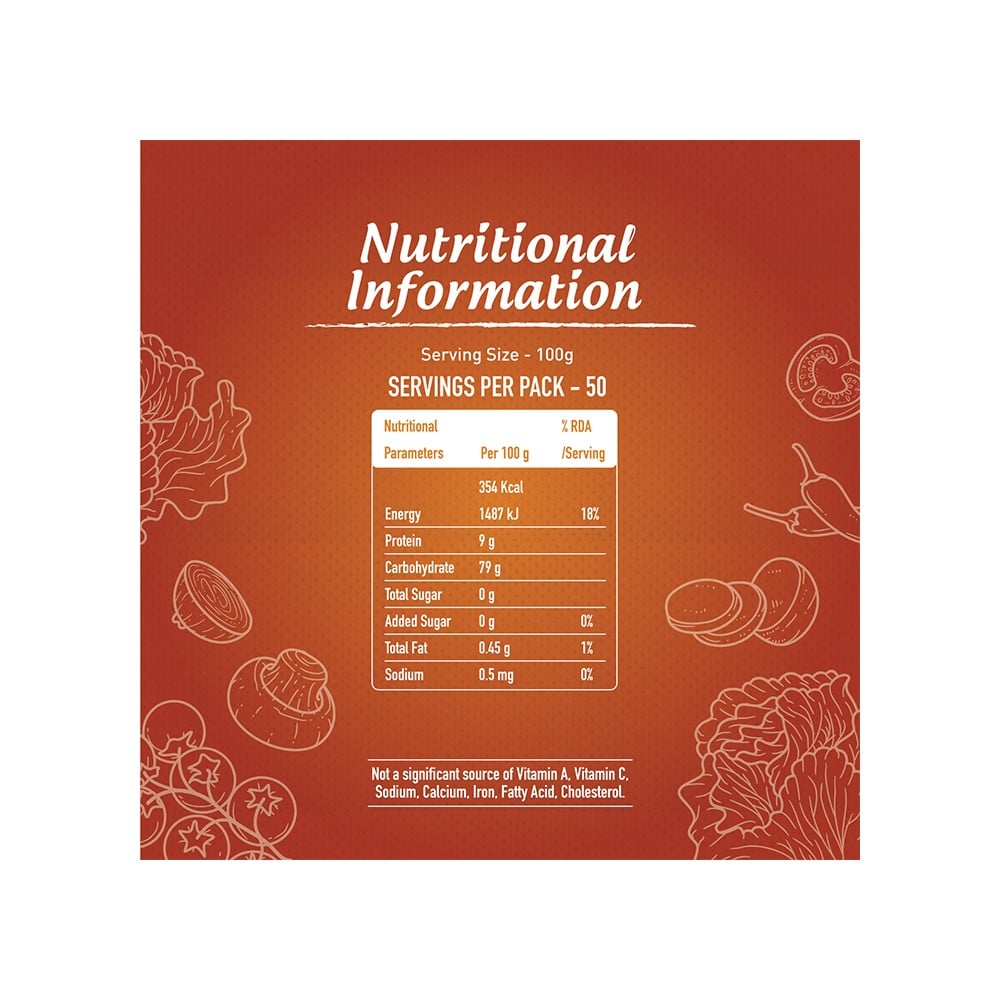 Nutritional
Information
Serving Size - 100g
SERVINGS PER PACK - 50
Nutritional % RDA
Parameters Per 100 g /Serving
354 Kcal
Energy 1487 kJ 18%
Protein 9 g
Carbohydrate 79 g
Total Sugar 0 g
Added Sugar 0 g 0%
Total Fat 0.45 g 1%
Sodium 0.5 mg 0%
Not a significant source of Vitamin A, Vitamin C,
Sodium, Calcium, Iron, Fatty Acid, Cholesterol.